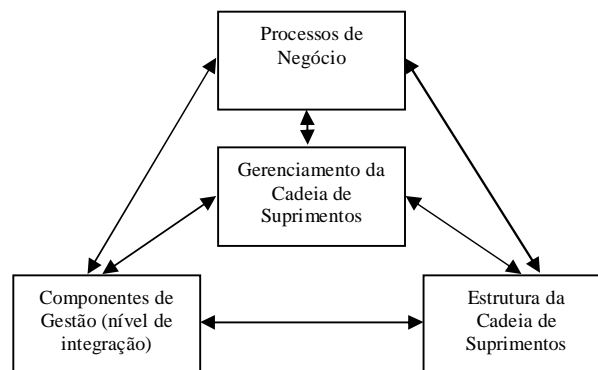 Processos de
Negócio
Gerenciamento da
Cadeia de
Suprimentos
Componentes de
Gestão (nível de
integração)
Estrutura da
Cadeia de
Suprimentos